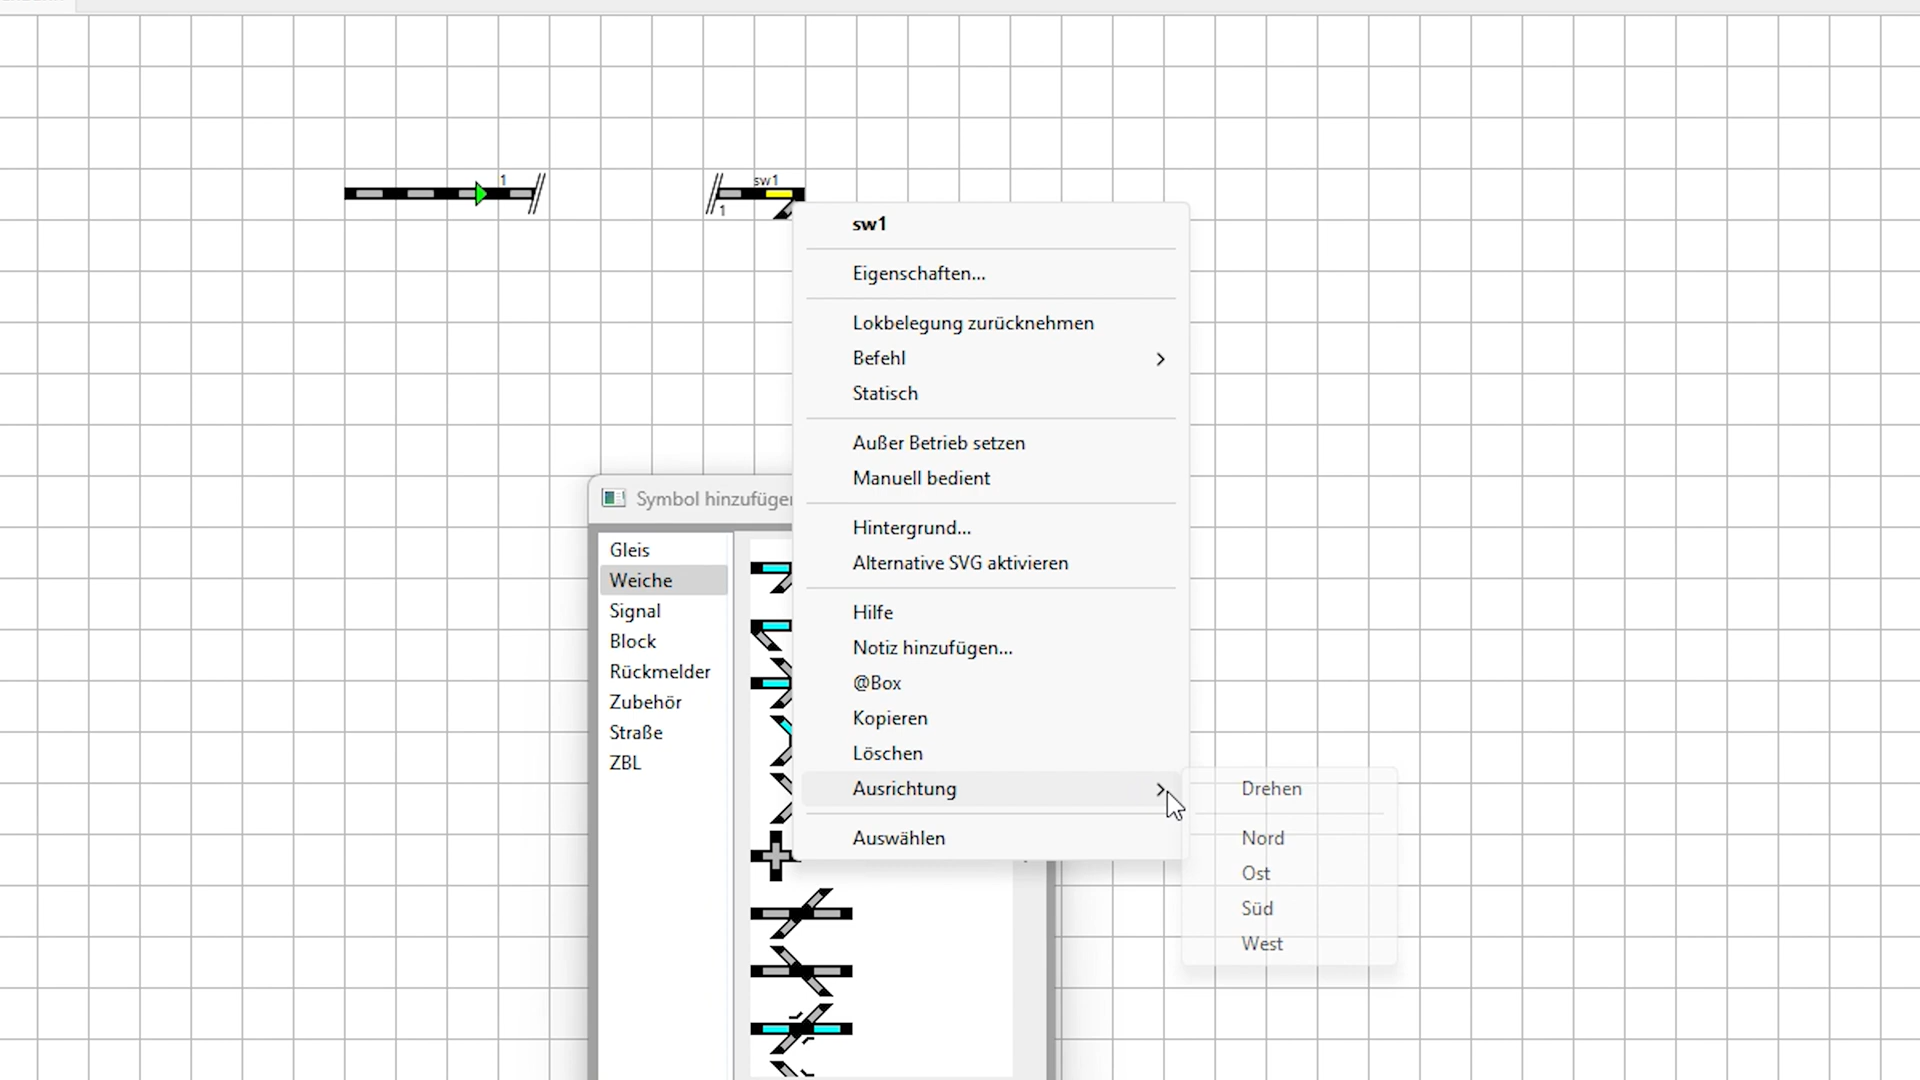 1
sw1
1
sw1
Eigenschaften...
Lokbelegung zurücknehmen
Befehl
Statisch
Außer Betrieb setzen
Manuell bedient
Hintergrund...
Alternative SVG aktivieren
Hilfe
Notiz hinzufügen...
@Box
Kopieren
Löschen
Ausrichtung
Auswählen
Drehen
Nord
Ost
Süd
West
Symbol hinzufügen
Gleis
Weiche
Signal
Block
Rückmelder
Zubehör
Straße
ZBL